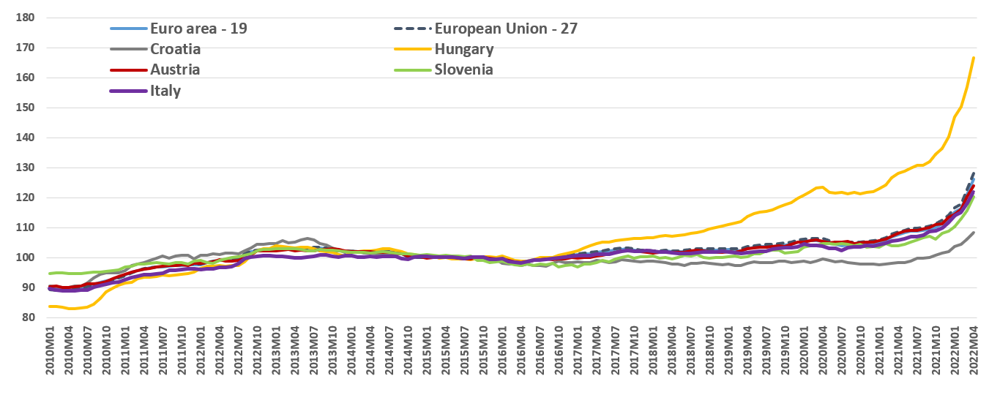 180
170
160
150
140
130
120
110
100
90
80
Euro area - 19
European Union - 27
Croatia
Hungary
Austria
Slovenia
Italy
2010M01
2010M04
2010M07
2010M10
2011M01
2011M04
2011M07
2011M10
2012M01
2012M04
2012M07
2012M10
2013M01
2013M04
2013M07
2013M10
2014M01
2014M04
2014M07
2014M10
2015M01
2015M04
2015M07
2015M10
2016M01
2016M04
2016M07
2016M10
2017M01
2017M04
2017M07
2017M10
2018M01
2018M04
2018M07
2018M10
2019M01
2019M04
2019M07
2019M10
2020M01
2020M04
2020M07
2020M10
2021M01
2021M04
2021M07
2021M10
2022M01
2022M04